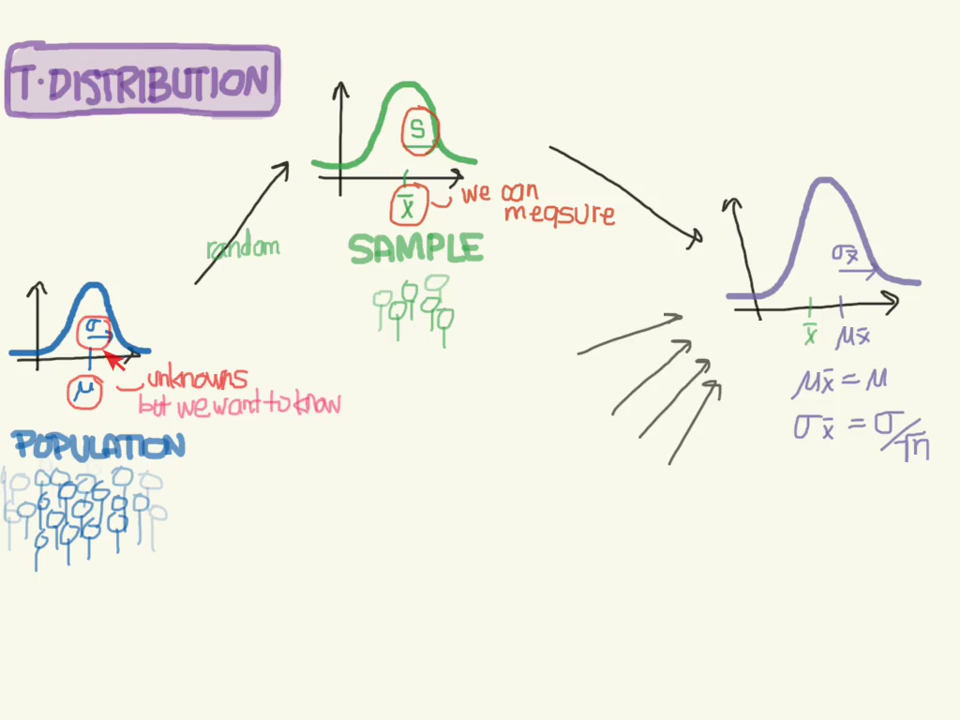 T-DISTRIBUTION
S
x̄
we can
measure
random
SAMPLE
σ
μ
unknowns
but we want to know
POPULATION
σx̄
x̄
μx̄
μx̄ = μ
σx̄ = σ/√n